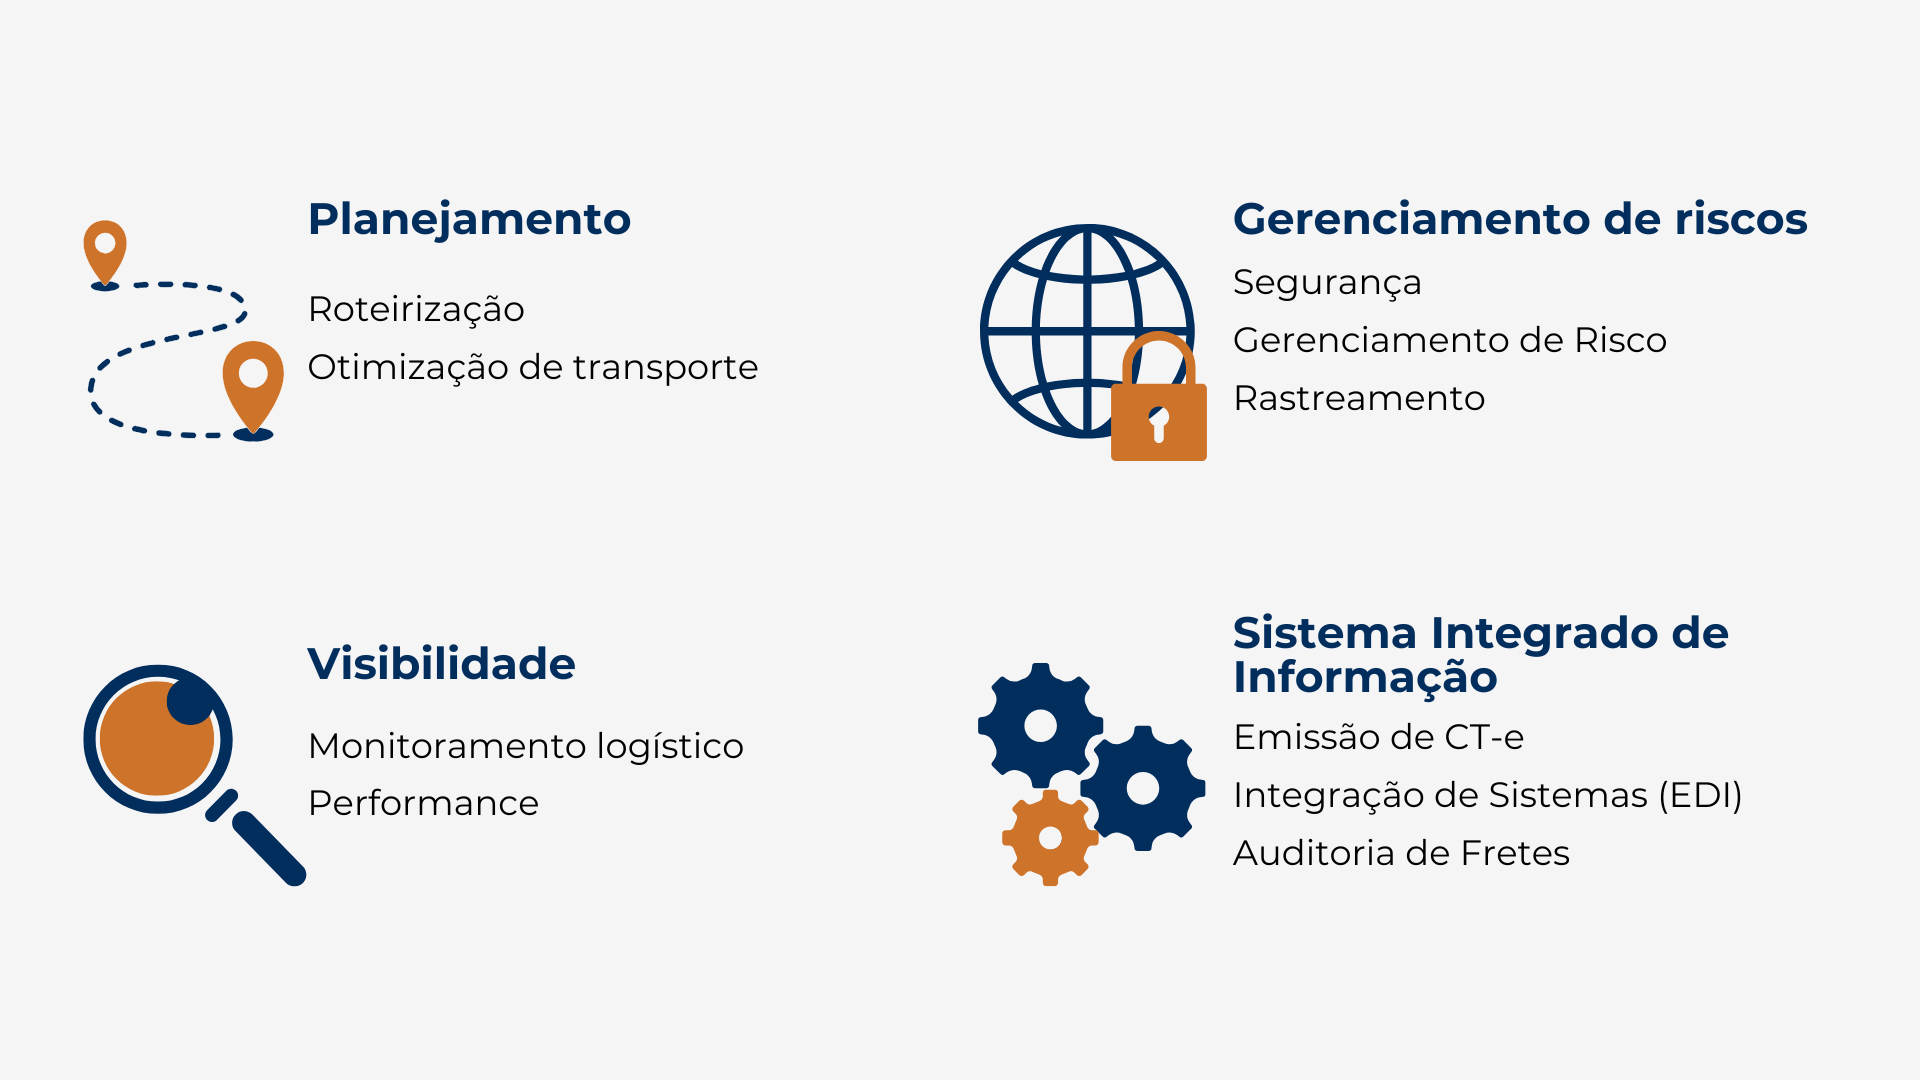 Planejamento
Roteirização
Otimização de transporte
Gerenciamento de riscos
Segurança
Gerenciamento de Risco
Rastreamento
Visibilidade
Monitoramento logístico
Performance
Sistema Integrado de
Informação
Emissão de CT-e
Integração de Sistemas (EDI)
Auditoria de Fretes